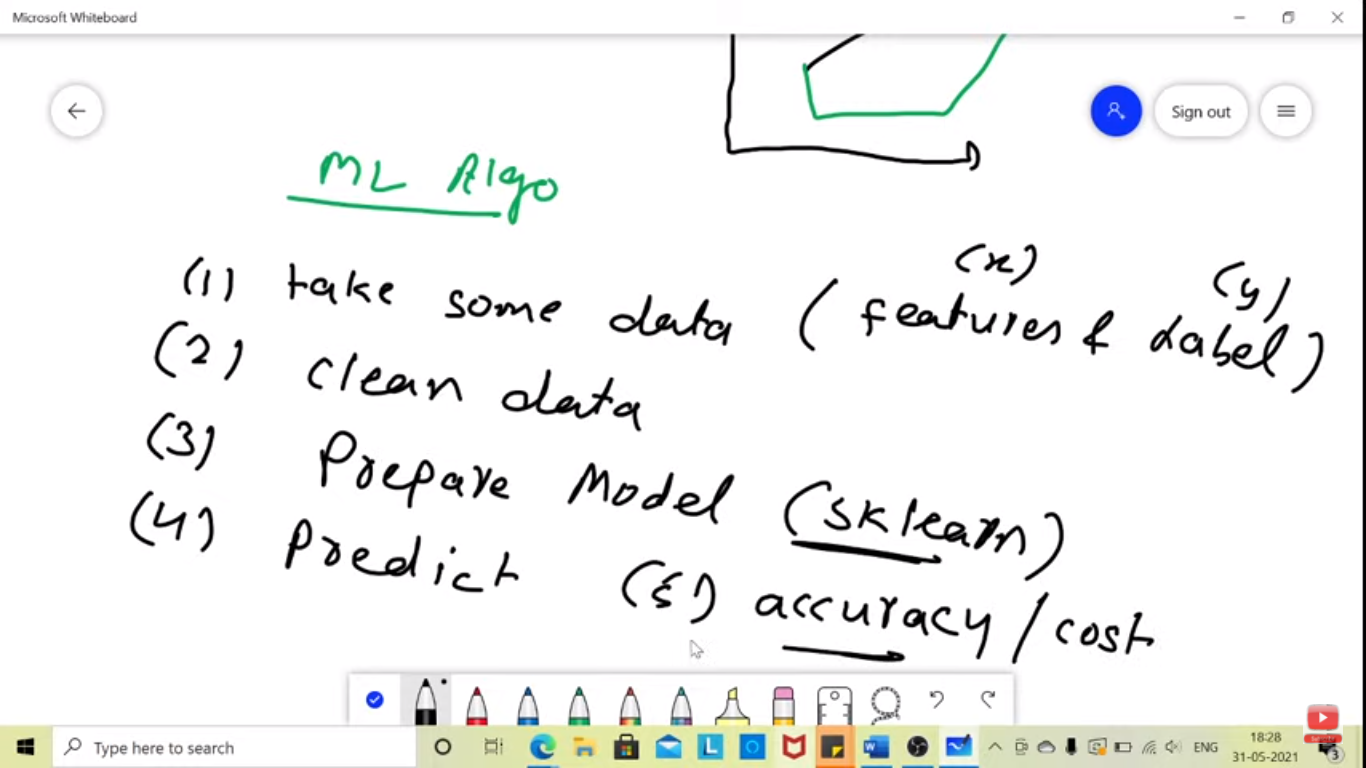 Microsoft Whiteboard
Sign out
ML Algo
(x) (y)
(1) take some data (features & Label)
(2) clean data
(3) Prepare Model (sklearn)
(4) Predict (5) accuracy/cost
Type here to search
ENG
18:28
31-05-2021
3